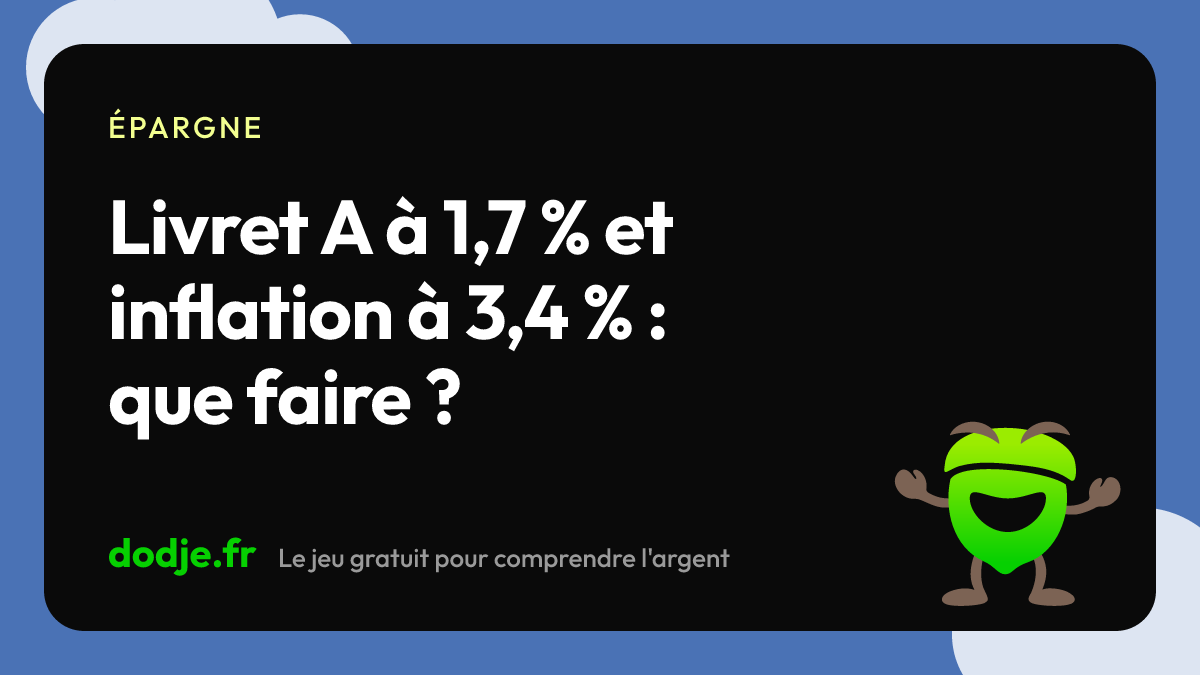 ÉPARGNE
Livret A à 1,7 % et
inflation à 3,4 % :
que faire ?
dodje.fr Le jeu gratuit pour comprendre l'argent